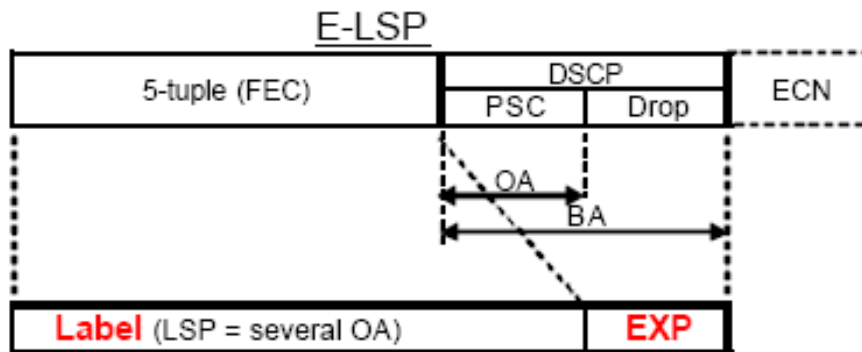 E-LSP
5-tuple (FEC)
DSCP
ECN
PSC
Drop
OA
BA
Label (LSP = several OA)
EXP